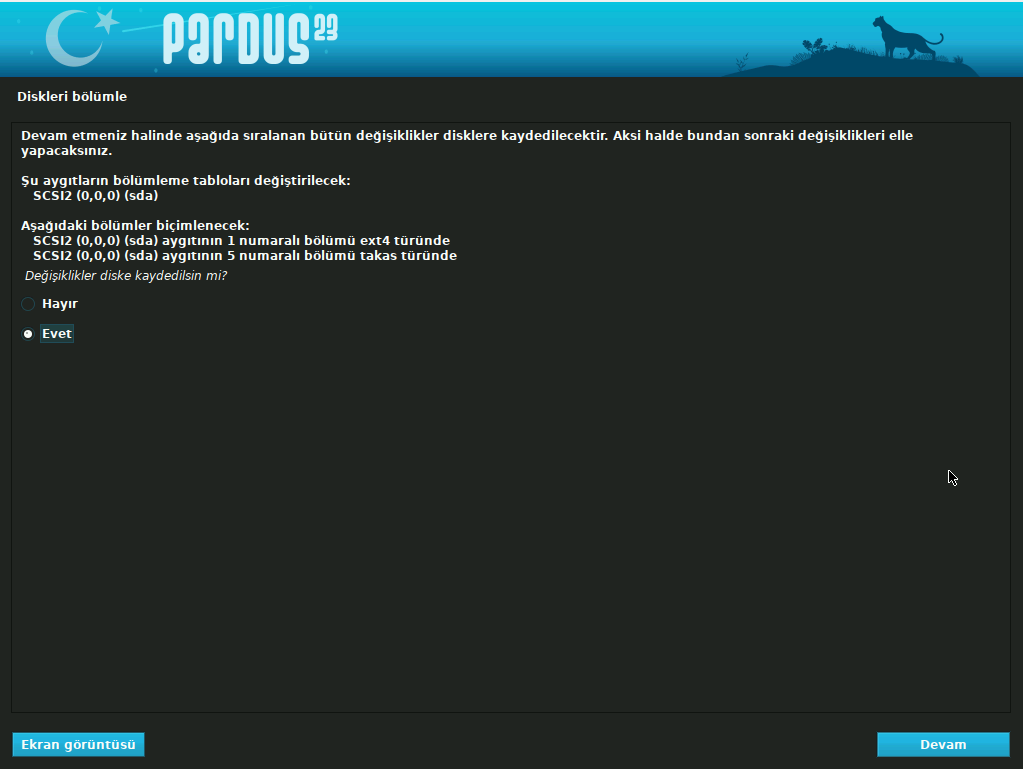 PARDUS 23
Diskleri bölümle
Devam etmeniz halinde aşağıda sıralanan bütün değişiklikler disklere kaydedilecektir. Aksi halde bundan sonraki değişiklikleri elle
yapacaksınız.
Şu aygıtların bölümleme tabloları değiştirilecek:
SCSI2 (0,0,0) (sda)
Aşağıdaki bölümler biçimlenecek:
SCSI2 (0,0,0) (sda) aygıtının 1 numaralı bölümü ext4 türünde
SCSI2 (0,0,0) (sda) aygıtının 5 numaralı bölümü takas türünde
Değişiklikler diske kaydedilsin mi?
Hayır
Evet
Ekran görüntüsü
Devam